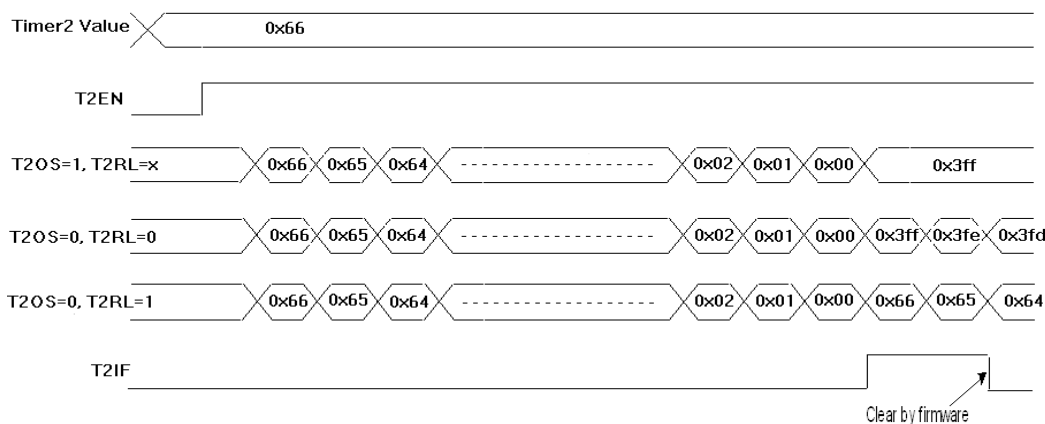 Timer2 Value 0x66
T2EN
T2OS=1, T2RL=x 0x66 0x65 0x64 0x02 0x01 0x00 0x3ff
T2OS=0, T2RL=0 0x66 0x65 0x64 0x02 0x01 0x00 0x3ff 0x3fe 0x3fd
T2OS=0, T2RL=1 0x66 0x65 0x64 0x02 0x01 0x00 0x66 0x65 0x64
T2IF
Clear by firmware